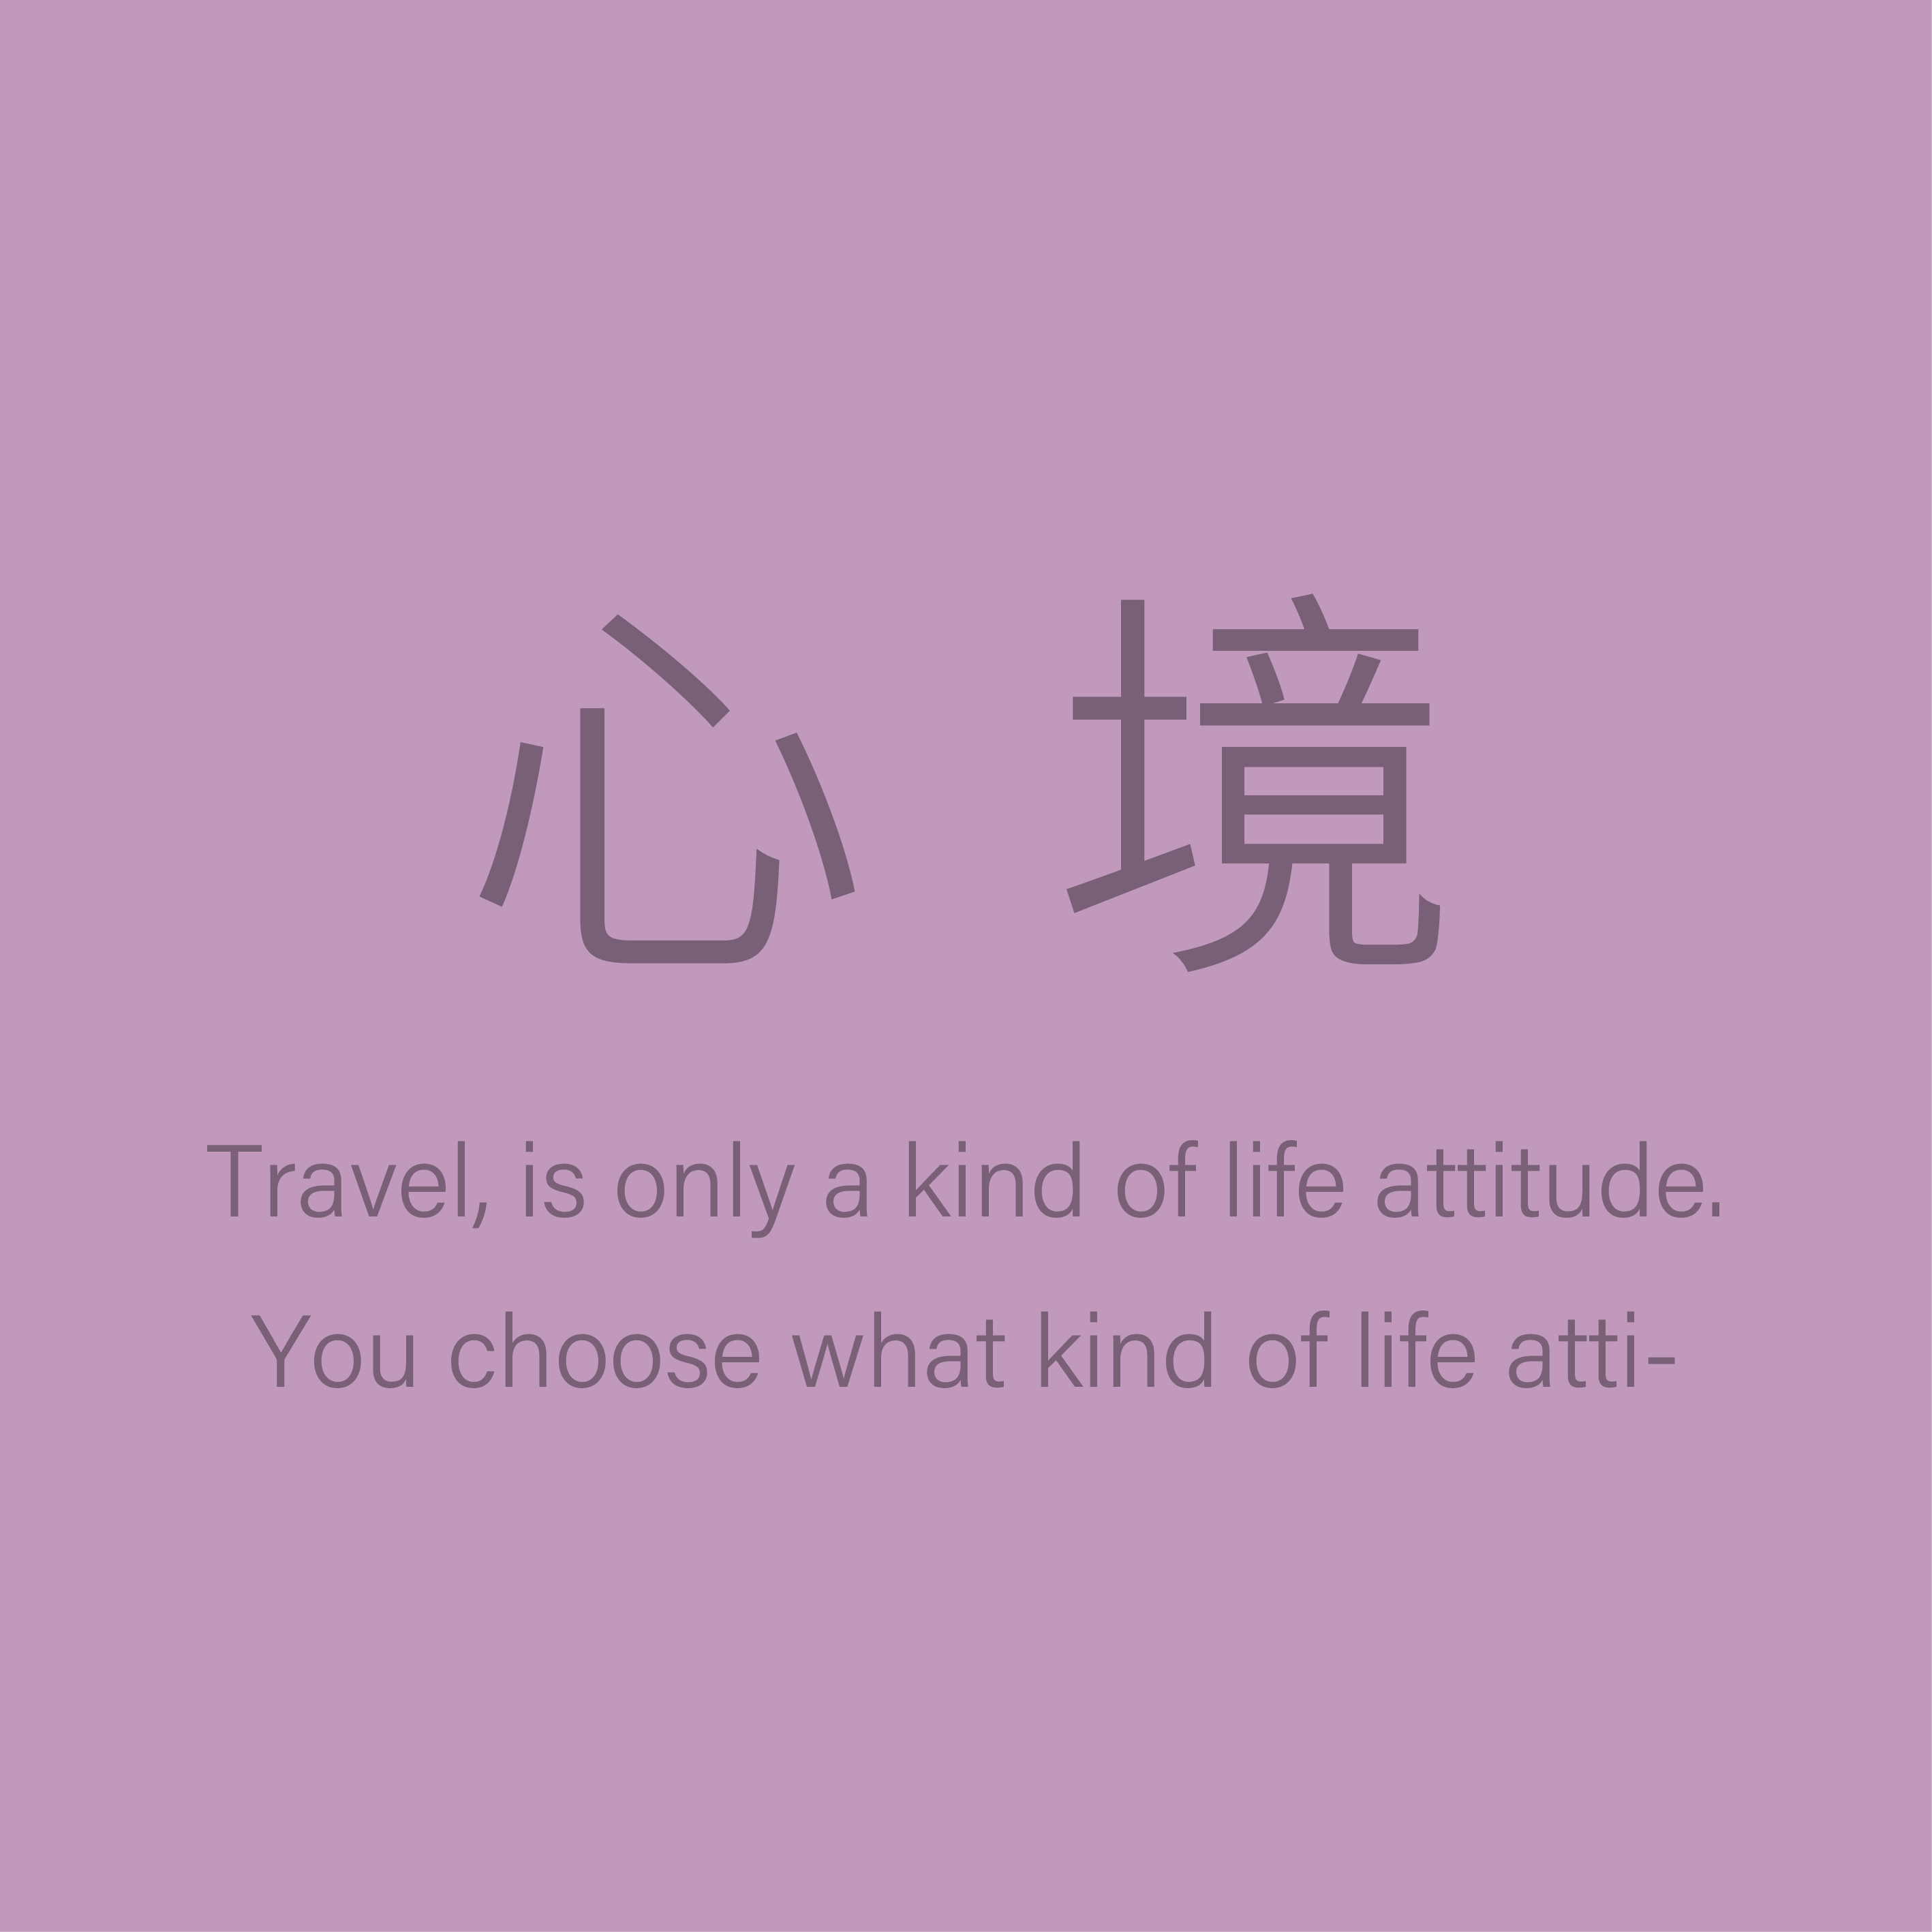 心境
Travel, is only a kind of life attitude.
You choose what kind of life atti-